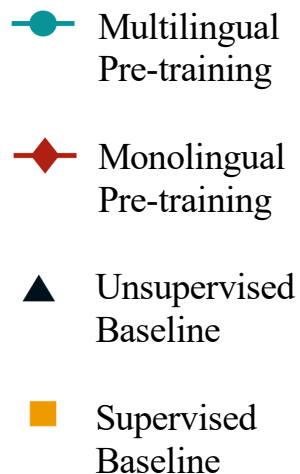 Multilingual
Pre-training
Monolingual
Pre-training
Unsupervised
Baseline
Supervised
Baseline